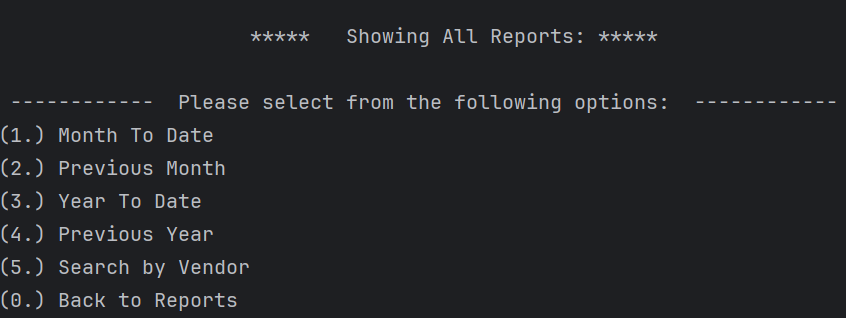 *****   Showing All Reports: *****
------------  Please select from the following options:  ------------
(1.) Month To Date
(2.) Previous Month
(3.) Year To Date
(4.) Previous Year
(5.) Search by Vendor
(0.) Back to Reports